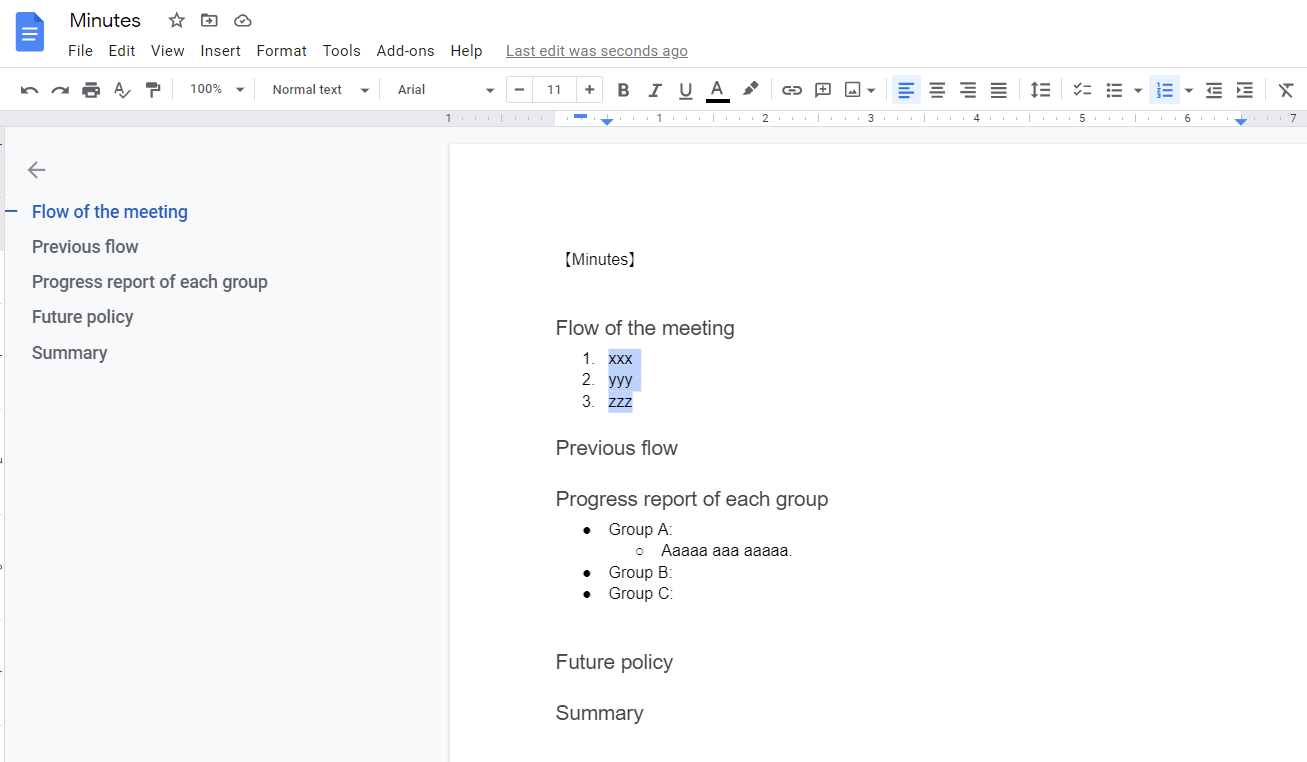 Minutes
File Edit View Insert Format Tools Add-ons Help Last edit was seconds ago
100% Normal text Arial 11
1 1 2 3 4 5 6 7
Flow of the meeting
Previous flow
Progress report of each group
Future policy
Summary
【Minutes】
Flow of the meeting
1. xxx
2. yyy
3. zzz
Previous flow
Progress report of each group
● Group A:
○ Aaaaa aaa aaaaa.
● Group B:
● Group C:
Future policy
Summary